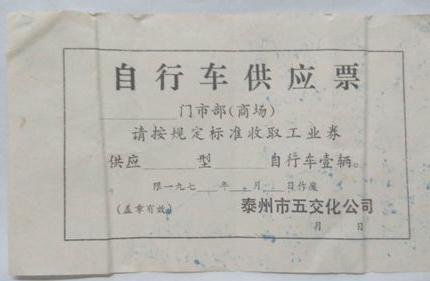 自行车供应票
门市部(商场)
请按规定标准收取工业券
供应 型 自行车壹辆。
限一九七 年 月 日作废
(盖章有效) 泰州市五交化公司
月 日